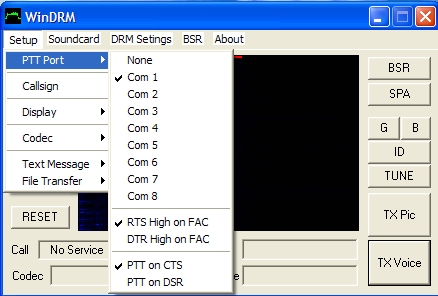 WinDRM
Setup Soundcard DRM Setings BSR About
PTT Port
Callsign
Display
Codec
Text Message
File Transfer
None
Com 1
Com 2
Com 3
Com 4
Com 5
Com 6
Com 7
Com 8
RTS High on FAC
DTR High on FAC
PTT on CTS
PTT on DSR
BSR
SPA
G B
ID
TUNE
TX Pic
TX Voice
RESET
Call No Service
Codec